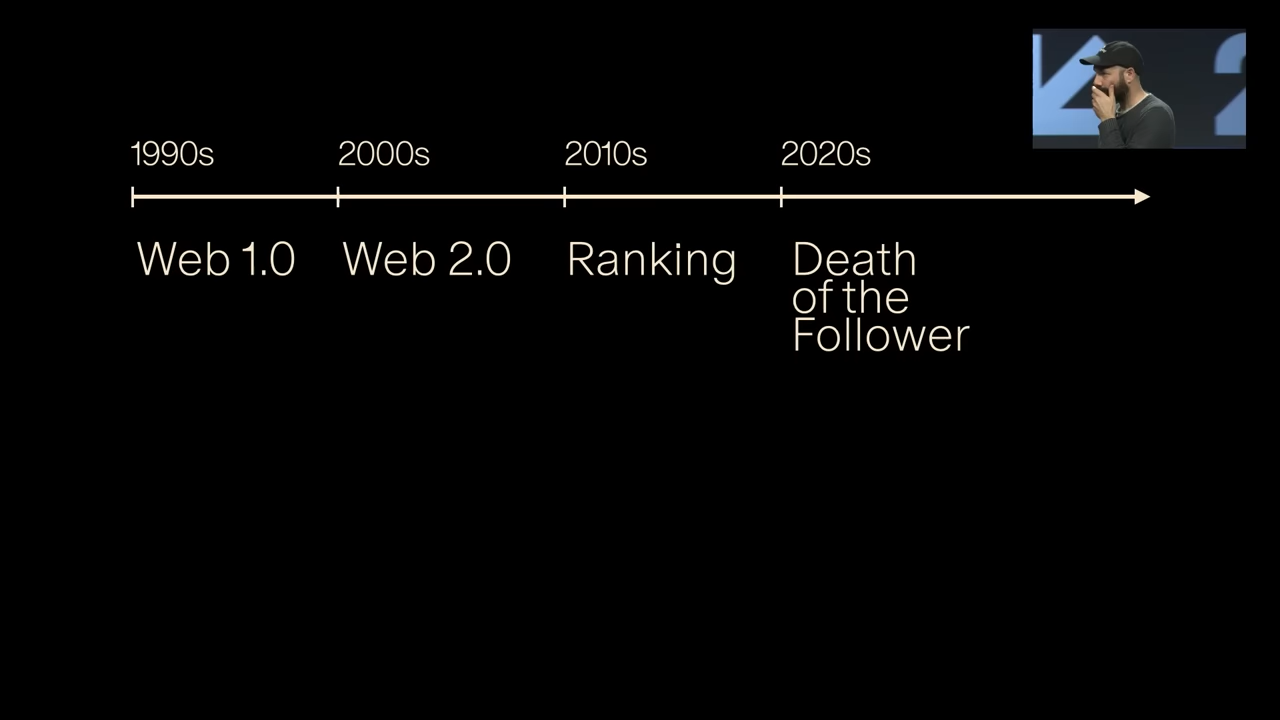 1990s
2000s
2010s
2020s
Web 1.0
Web 2.0
Ranking
Death
of the
Follower